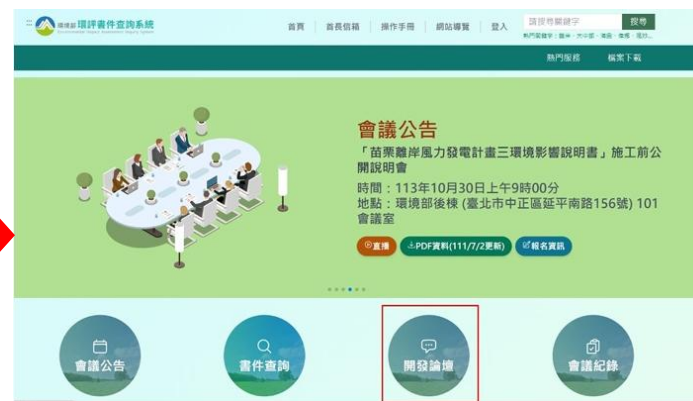 :::
環境部 環評書件查詢系統
Environmental Impact Assessment Inquiry System
首頁 首長信箱 操作手冊 網站導覽 登入
請搜尋關鍵字
搜尋
熱門服務 檔案下載
會議公告
「苗栗離岸風力發電計畫三環境影響說明書」施工前公
開說明會
時間：113年10月30日上午9時00分
地點：環境部後棟 (臺北市中正區延平南路156號) 101
會議室
直播 PDF資料(111/7/2更新) 報名資訊
會議公告 書件查詢 開發論壇 會議紀錄